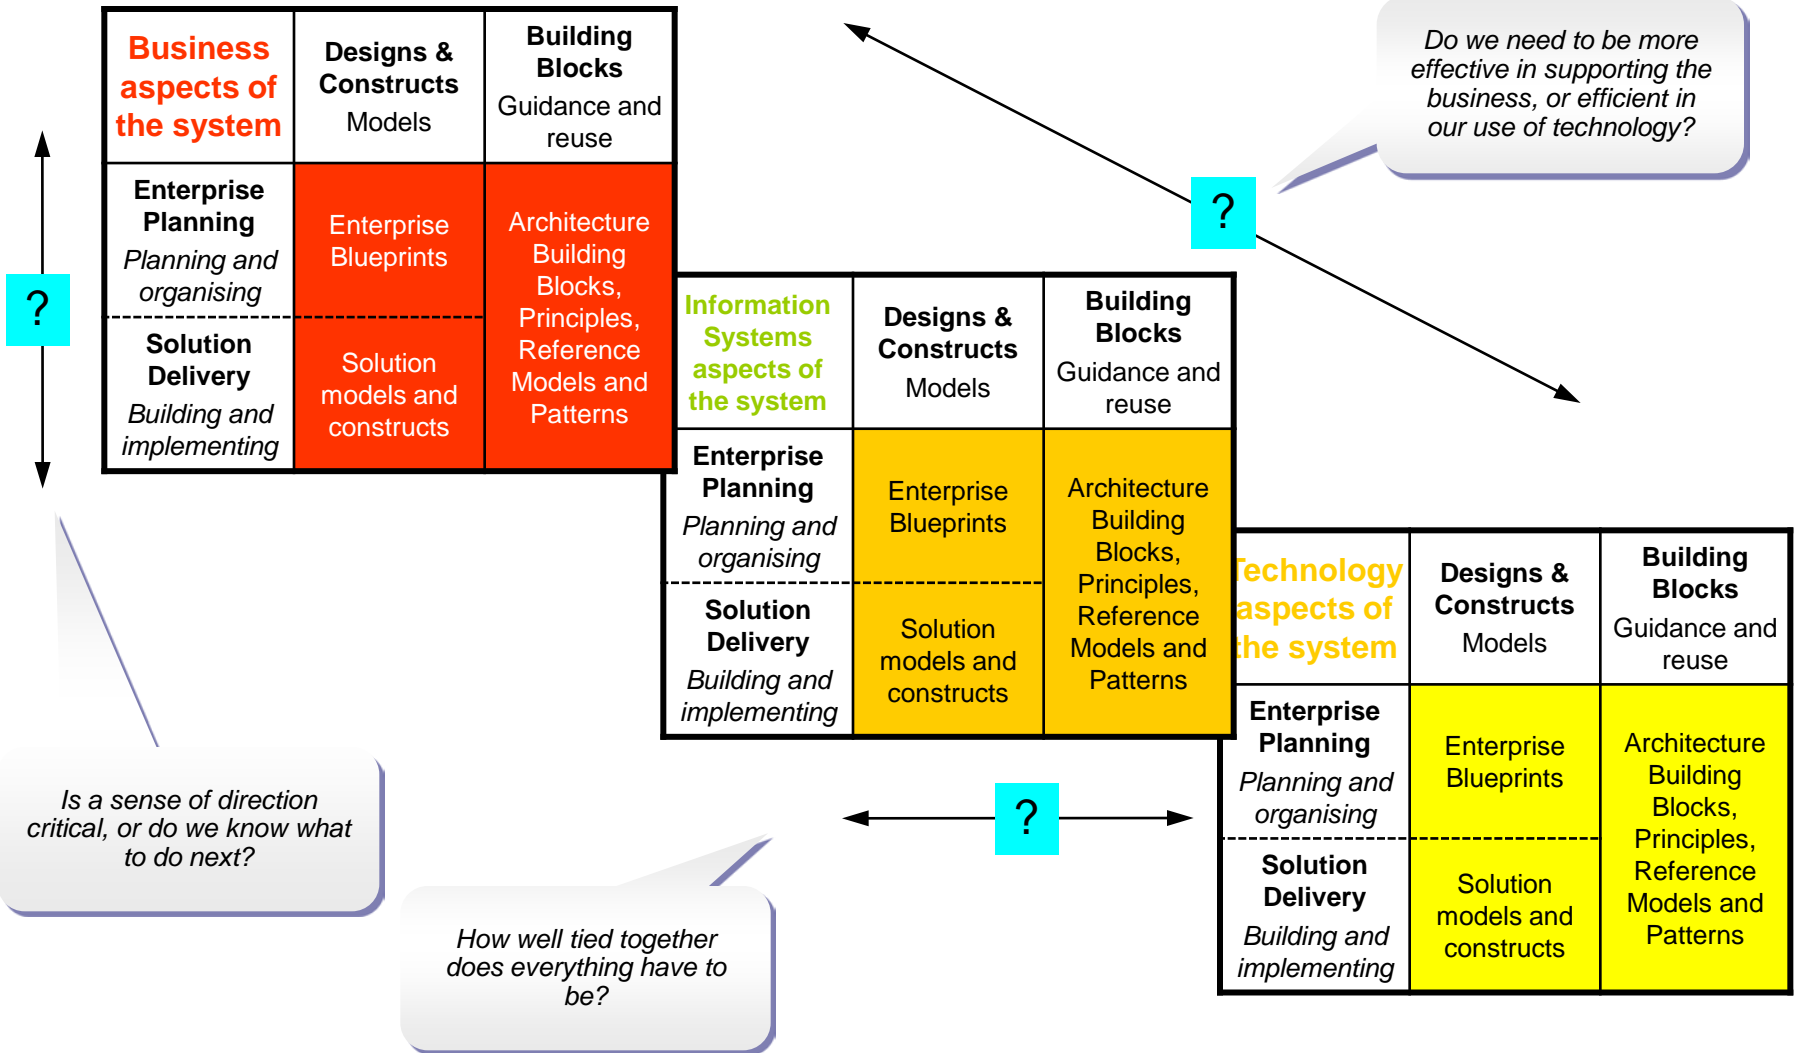 Business
aspects of
the system
Designs &
Constructs
Models
Building
Blocks
Guidance and
reuse
Enterprise
Planning
Planning and
organising
Enterprise
Blueprints
Architecture
Building
Blocks,
Principles,
Reference
Models and
Patterns
Solution
Delivery
Building and
implementing
Solution
models and
constructs
?
Do we need to be more
effective in supporting the
business, or efficient in
our use of technology?
?
Information
Systems
aspects of
the system
Designs &
Constructs
Models
Building
Blocks
Guidance and
reuse
Enterprise
Planning
Planning and
organising
Enterprise
Blueprints
Architecture
Building
Blocks,
Principles,
Reference
Models and
Patterns
Solution
Delivery
Building and
implementing
Solution
models and
constructs
Technology
aspects of
the system
Designs &
Constructs
Models
Building
Blocks
Guidance and
reuse
Enterprise
Planning
Planning and
organising
Enterprise
Blueprints
Architecture
Building
Blocks,
Principles,
Reference
Models and
Patterns
Solution
Delivery
Building and
implementing
Solution
models and
constructs
?
Is a sense of direction
critical, or do we know what
to do next?
How well tied together
does everything have to
be?